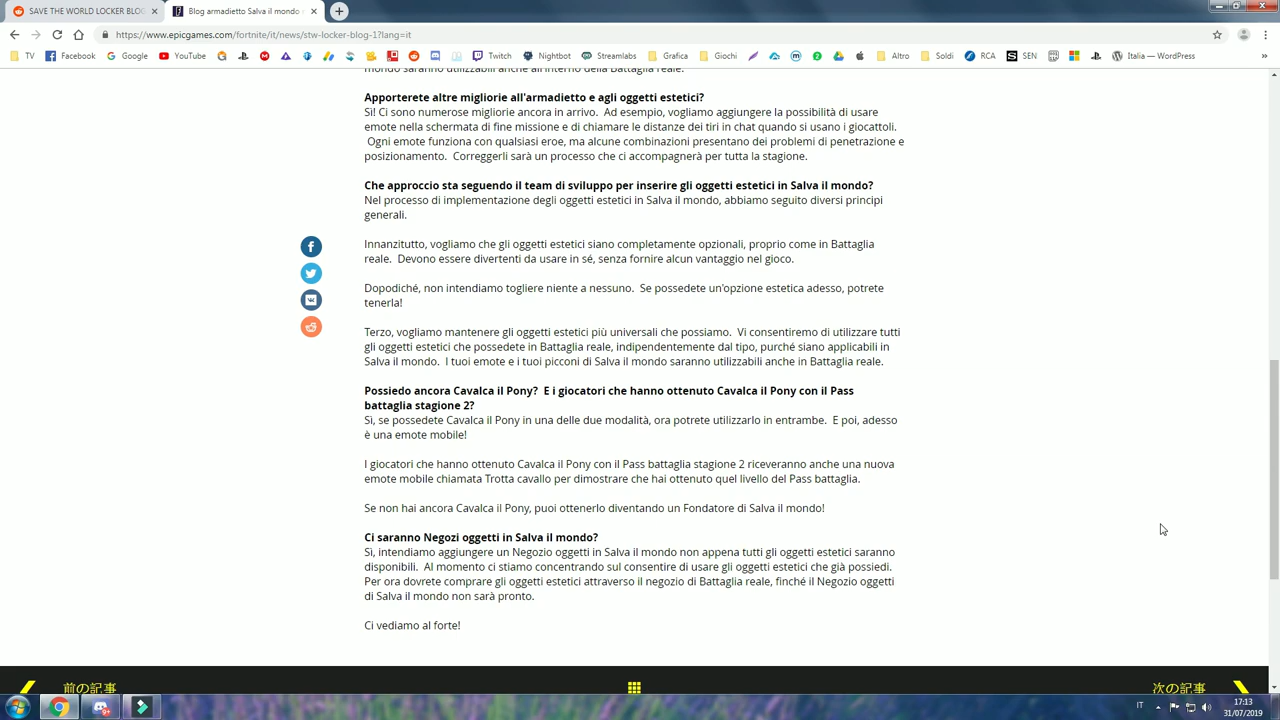 SAVE THE WORLD LOCKER BLOG
Blog armadietto Salva il mondo
https://www.epicgames.com/fortnite/it/news/stw-locker-blog-1?lang=it
TV Facebook Google YouTube Twitch Nightbot Streamlabs Grafica Giochi Altro Soldi RCA SEN Italia — WordPress
mondo saranno utilizzabili anche all'interno della Battaglia reale.
Apporterete altre migliorie all'armadietto e agli oggetti estetici?
Sì! Ci sono numerose migliorie ancora in arrivo. Ad esempio, vogliamo aggiungere la possibilità di usare
emote nella schermata di fine missione e di chiamare le distanze dei tiri in chat quando si usano i giocattoli.
Ogni emote funziona con qualsiasi eroe, ma alcune combinazioni presentano dei problemi di penetrazione e
posizionamento. Correggerli sarà un processo che ci accompagnerà per tutta la stagione.
Che approccio sta seguendo il team di sviluppo per inserire gli oggetti estetici in Salva il mondo?
Nel processo di implementazione degli oggetti estetici in Salva il mondo, abbiamo seguito diversi principi
generali.
Innanzitutto, vogliamo che gli oggetti estetici siano completamente opzionali, proprio come in Battaglia
reale. Devono essere divertenti da usare in sé, senza fornire alcun vantaggio nel gioco.
Dopodiché, non intendiamo togliere niente a nessuno. Se possedete un'opzione estetica adesso, potrete
tenerla!
Terzo, vogliamo mantenere gli oggetti estetici più universali che possiamo. Vi consentiremo di utilizzare tutti
gli oggetti estetici che possedete in Battaglia reale, indipendentemente dal tipo, purché siano applicabili in
Salva il mondo. I tuoi emote e i tuoi picconi di Salva il mondo saranno utilizzabili anche in Battaglia reale.
Possiedo ancora Cavalca il Pony? E i giocatori che hanno ottenuto Cavalca il Pony con il Pass
battaglia stagione 2?
Sì, se possedete Cavalca il Pony in una delle due modalità, ora potrete utilizzarlo in entrambe. E poi, adesso
è una emote mobile!
I giocatori che hanno ottenuto Cavalca il Pony con il Pass battaglia stagione 2 riceveranno anche una nuova
emote mobile chiamata Trotta cavallo per dimostrare che hai ottenuto quel livello del Pass battaglia.
Se non hai ancora Cavalca il Pony, puoi ottenerlo diventando un Fondatore di Salva il mondo!
Ci saranno Negozi oggetti in Salva il mondo?
Sì, intendiamo aggiungere un Negozio oggetti in Salva il mondo non appena tutti gli oggetti estetici saranno
disponibili. Al momento ci stiamo concentrando sul consentire di usare gli oggetti estetici che già possiedi.
Per ora dovrete comprare gli oggetti estetici attraverso il negozio di Battaglia reale, finché il Negozio oggetti
di Salva il mondo non sarà pronto.
Ci vediamo al forte!
前の記事 次の記事
IT 17:13
31/07/2019